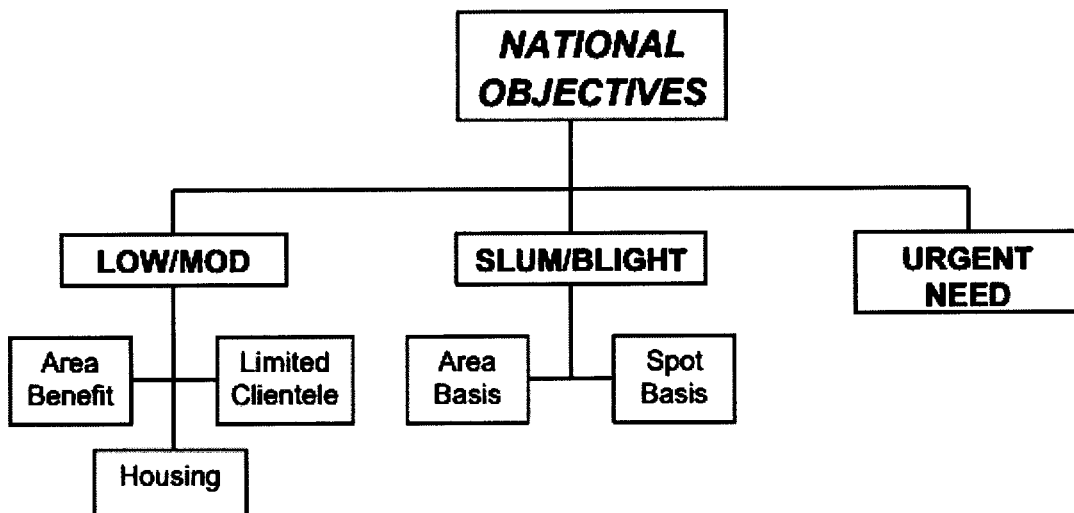 NATIONAL
OBJECTIVES
LOW/MOD
SLUM/BLIGHT
URGENT
NEED
Area
Benefit
Limited
Clientele
Area
Basis
Spot
Basis
Housing